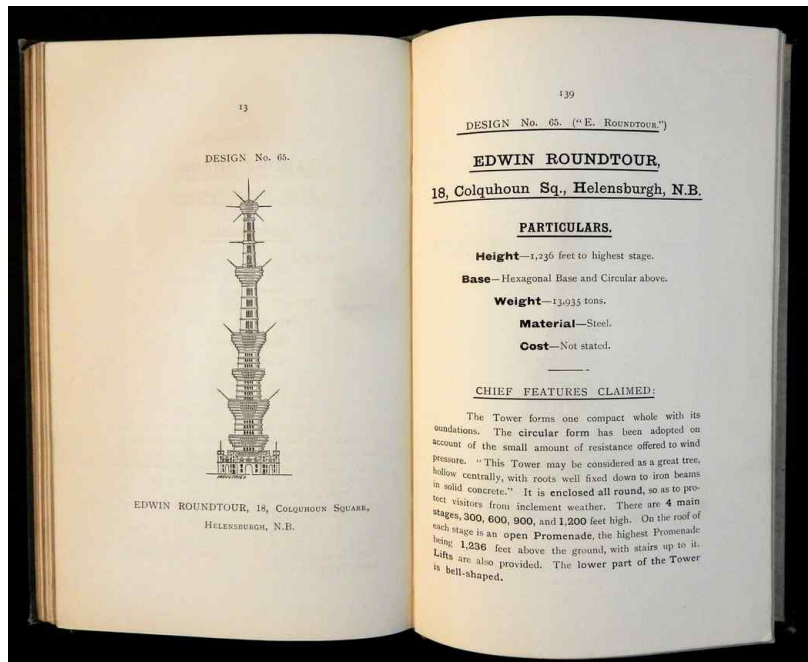 13
DESIGN No. 65.
INDUSTRIES
EDWIN ROUNDTOUR, 18, Colquhoun Square,
Helensburgh, N.B.
139
DESIGN No. 65. ("E. Roundtour.")
EDWIN ROUNDTOUR,
18, Colquhoun Sq., Helensburgh, N.B.
PARTICULARS.
Height—1,236 feet to highest stage.
Base—Hexagonal Base and Circular above.
Weight—13,935 tons.
Material—Steel.
Cost—Not stated.
CHIEF FEATURES CLAIMED:
The Tower forms one compact whole with its
oundations. The circular form has been adopted on
account of the small amount of resistance offered to wind
pressure. "This Tower may be considered as a great tree,
hollow centrally, with roots well fixed down to iron beams
in solid concrete." It is enclosed all round, so as to pro-
tect visitors from inclement weather. There are 4 main
stages, 300, 600, 900, and 1,200 feet high. On the roof of
each stage is an open Promenade, the highest Promenade
being 1,236 feet above the ground, with stairs up to it.
Lifts are also provided. The lower part of the Tower
is bell-shaped.